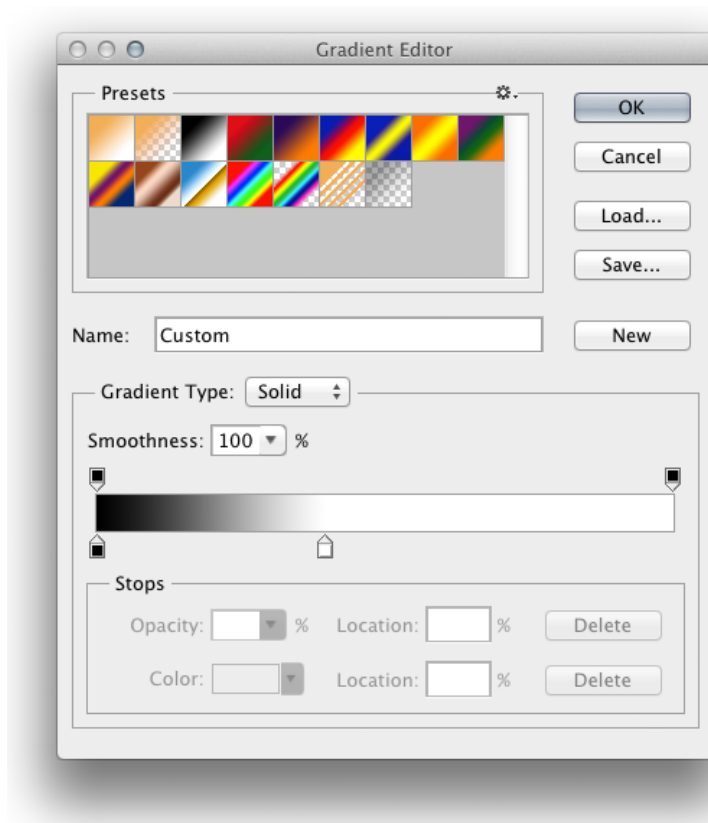 Gradient Editor
Presets
OK
Cancel
Load...
Save...
Name: Custom
New
Gradient Type: Solid
Smoothness: 100 %
Stops
Opacity: % Location: % Delete
Color: Location: % Delete